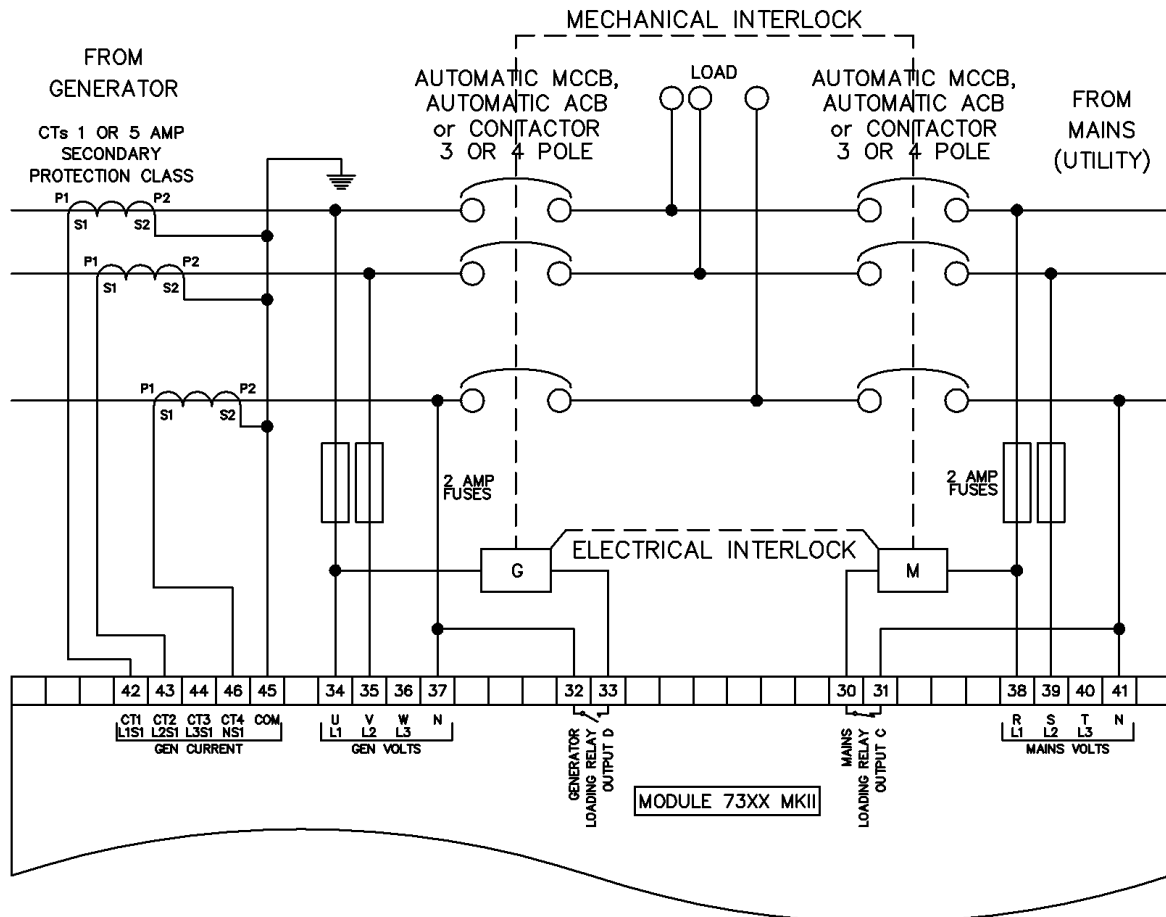 MECHANICAL INTERLOCK
FROM
GENERATOR
CTs 1 OR 5 AMP
SECONDARY
PROTECTION CLASS
AUTOMATIC MCCB,
AUTOMATIC ACB
or CONTACTOR
3 OR 4 POLE
LOAD
AUTOMATIC MCCB,
AUTOMATIC ACB
or CONTACTOR
3 OR 4 POLE
FROM
MAINS
(UTILITY)
P1 P2
S1 S2
P1 P2
S1 S2
P1 P2
S1 S2
2 AMP
FUSES
2 AMP
FUSES
ELECTRICAL INTERLOCK
G
M
42 43 44 46 45 34 35 36 37 32 33 30 31 38 39 40 41
CT1 CT2 CT3 CT4 COM
L1S1 L2S1 L3S1 NS1
GEN CURRENT
U V W N
L1 L2 L3
GEN VOLTS
GENERATOR
LOADING RELAY
OUTPUT D
MAINS
LOADING RELAY
OUTPUT C
R S T N
L1 L2 L3
MAINS VOLTS
MODULE 73XX MKII